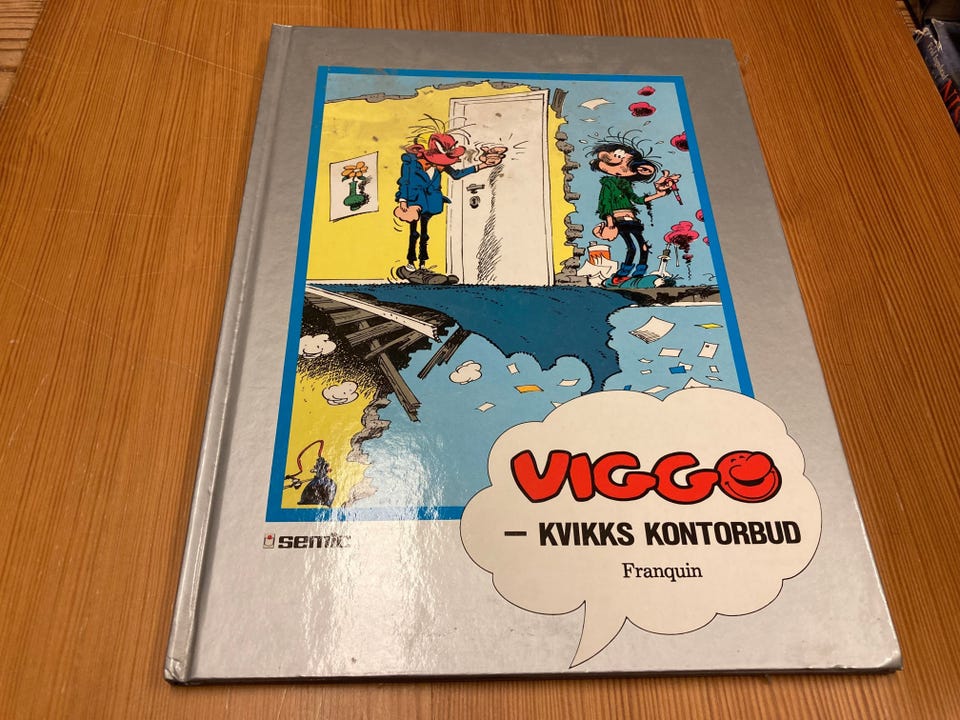 VIGGO
– KVIKKS KONTORBUD
Franquin
semic